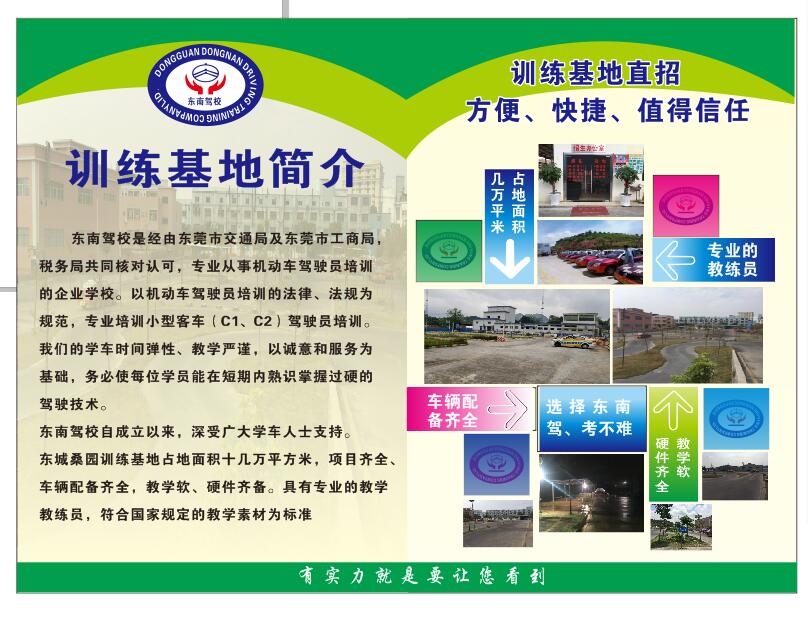 DONGGUAN DONGNAN DRIVING TRAINING COWPANYLTD
东南驾校
训练基地简介
东南驾校是经由东莞市交通局及东莞市工商局，
税务局共同核对认可，专业从事机动车驾驶员培训
的企业学校。以机动车驾驶员培训的法律、法规为
规范，专业培训小型客车（C1、C2）驾驶员培训。
我们的学车时间弹性、教学严谨，以诚意和服务为
基础，务必使每位学员能在短期内熟识掌握过硬的
驾驶技术。
东南驾校自成立以来，深受广大学车人士支持。
东城桑园训练基地占地面积十几万平方米，项目齐全、
车辆配备齐全，教学软、硬件齐备。具有专业的教学
教练员，符合国家规定的教学素材为标准
训练基地直招
方便、快捷、值得信任
招生办公室
占地面积
几万平米
专业的
教练员
车辆配
备齐全
选择东南
驾、考不难
教学软
硬件齐全
有实力就是要让您看到